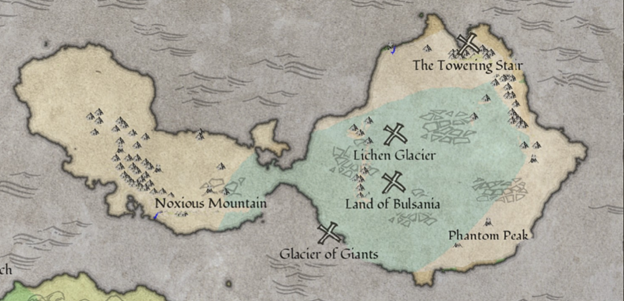 The Towering Stair
Lichen Glacier
Noxious Mountain
Land of Bulsania
Phantom Peak
Glacier of Giants
ch